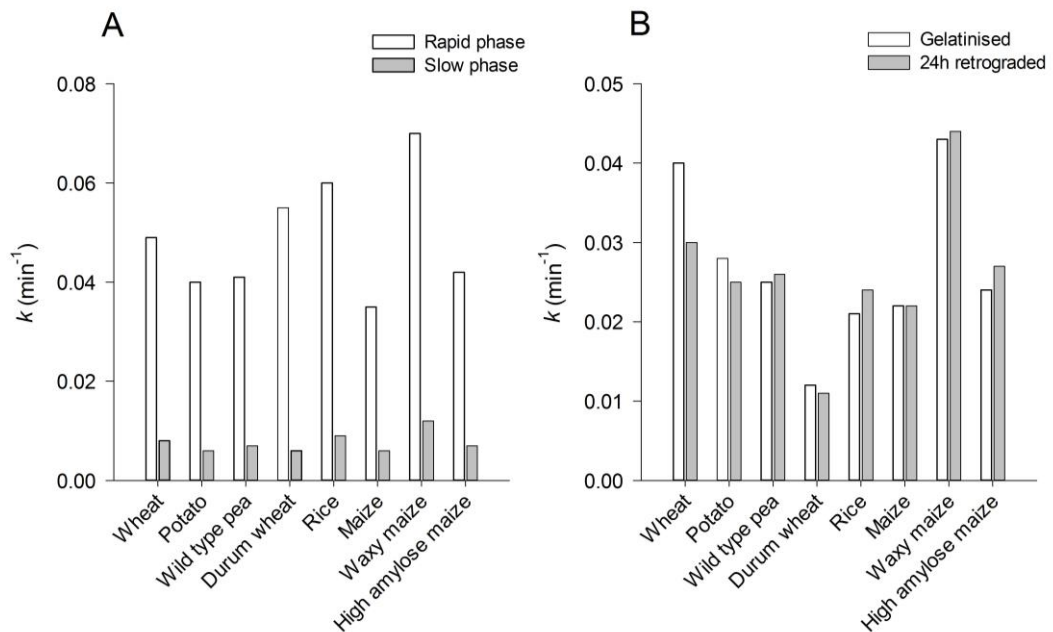 A
Rapid phase
Slow phase
0.08
0.06
0.04
0.02
0.00
k (min⁻¹)
Wheat
Potato
Wild type pea
Durum wheat
Rice
Maize
Waxy maize
High amylose maize
B
Gelatinised
24h retrograded
0.05
0.04
0.03
0.02
0.01
0.00
k (min⁻¹)
Wheat
Potato
Wild type pea
Durum wheat
Rice
Maize
Waxy maize
High amylose maize